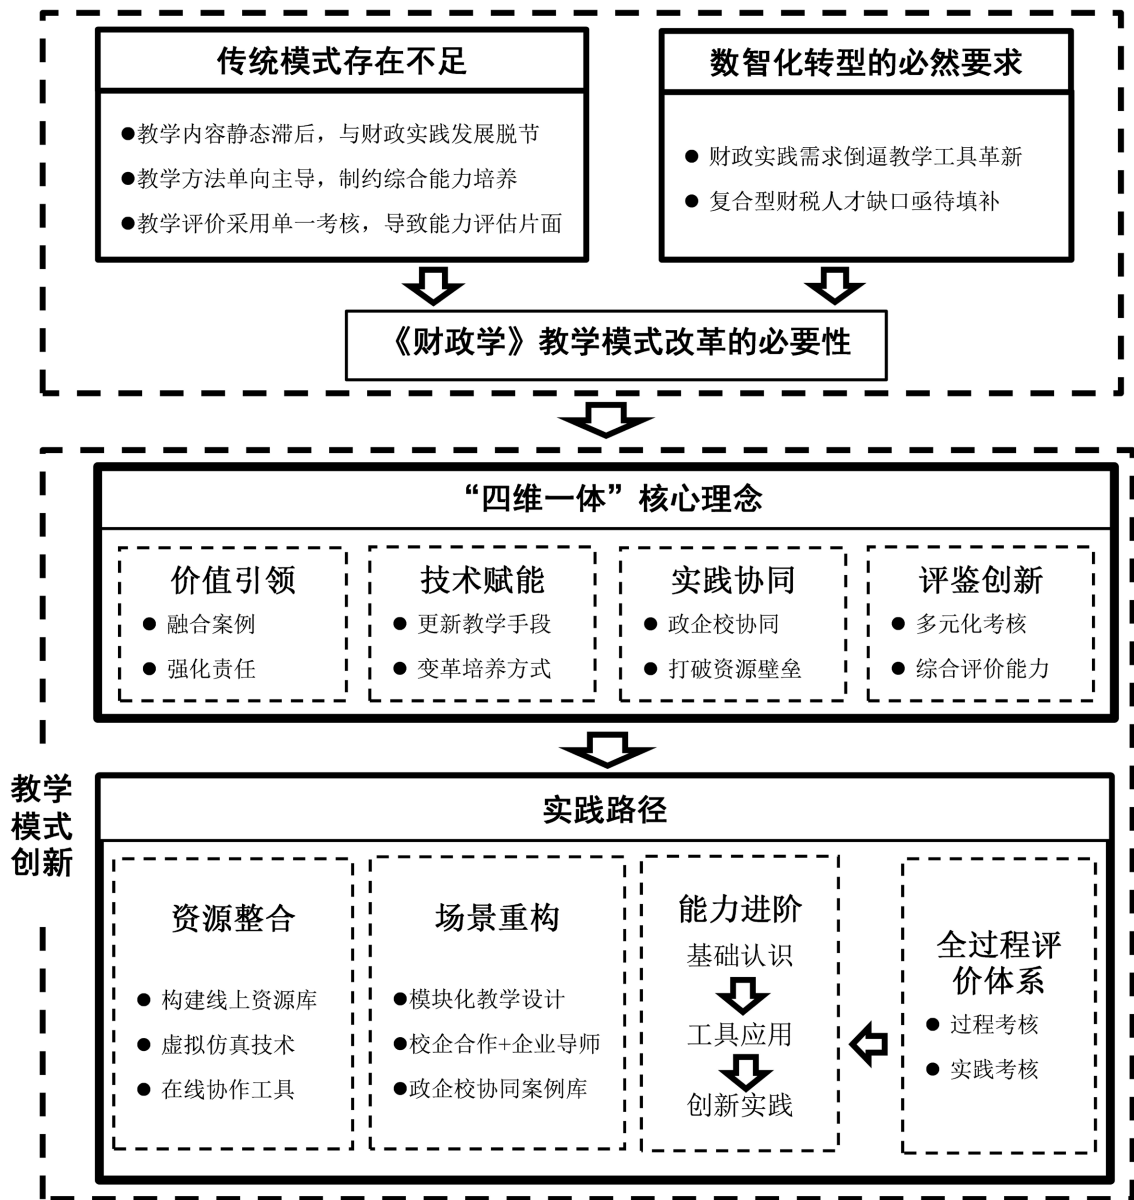 传统模式存在不足
●教学内容静态滞后，与财政实践发展脱节
●教学方法单向主导，制约综合能力培养
●教学评价采用单一考核，导致能力评估片面
数智化转型的必然要求
● 财政实践需求倒逼教学工具革新
● 复合型财税人才缺口亟待填补
《财政学》教学模式改革的必要性
“四维一体”核心理念
价值引领
● 融合案例
● 强化责任
技术赋能
● 更新教学手段
● 变革培养方式
实践协同
● 政企校协同
● 打破资源壁垒
评鉴创新
● 多元化考核
● 综合评价能力
教学
模式
创新
实践路径
资源整合
● 构建线上资源库
● 虚拟仿真技术
● 在线协作工具
场景重构
●模块化教学设计
●校企合作+企业导师
●政企校协同案例库
能力进阶
基础认识
工具应用
创新实践
全过程评
价体系
● 过程考核
● 实践考核